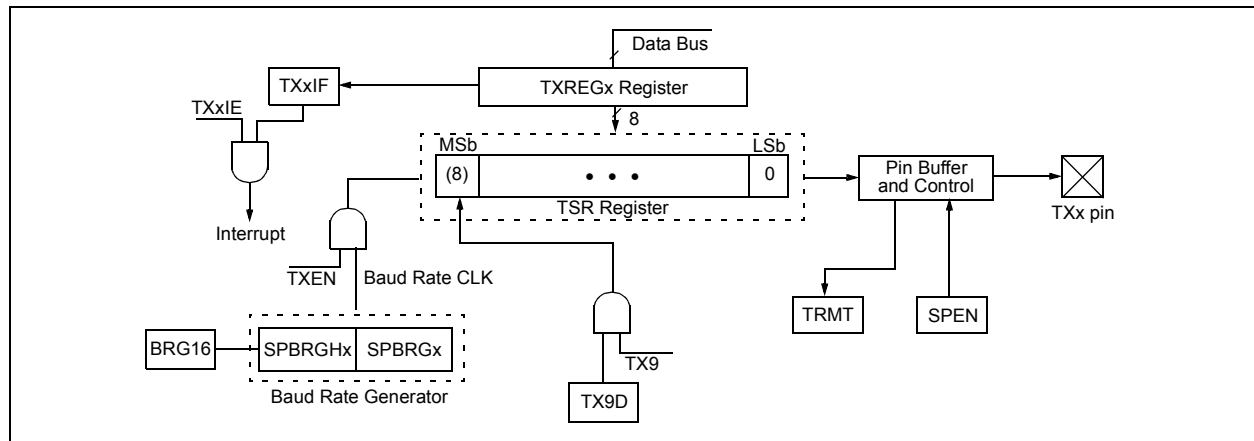 Data Bus
TXxIF
TXREGx Register
TXxIE
8
MSb
LSb
(8)
• • •
0
Pin Buffer
and Control
TSR Register
TXx pin
Interrupt
TXEN
Baud Rate CLK
TRMT
SPEN
BRG16
SPBRGHx
SPBRGx
TX9
Baud Rate Generator
TX9D